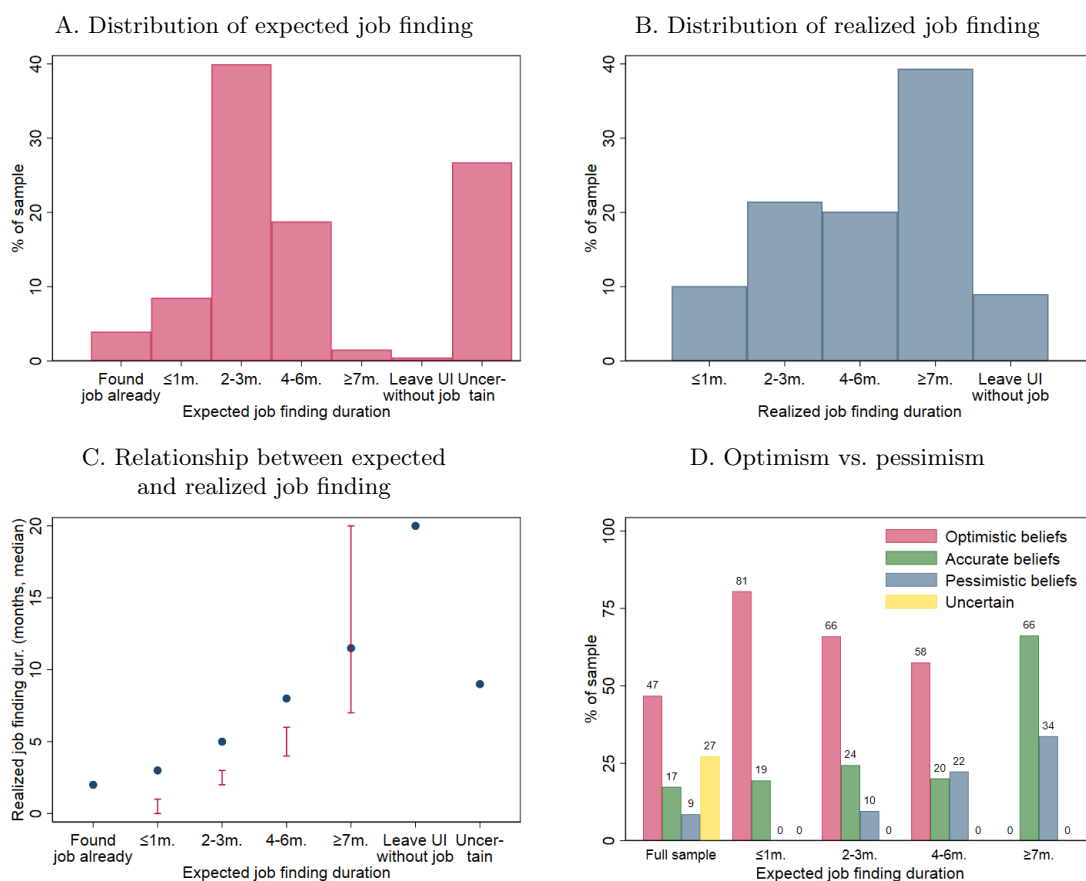 A. Distribution of expected job finding
% of sample
40
30
20
10
0
Found job already
≤1m.
2-3m.
4-6m.
≥7m.
Leave UI without job
Uncer-tain
Expected job finding duration
B. Distribution of realized job finding
% of sample
40
30
20
10
0
≤1m.
2-3m.
4-6m.
≥7m.
Leave UI without job
Realized job finding duration
C. Relationship between expected
and realized job finding
Realized job finding dur. (months, median)
20
15
10
5
0
Found job already
≤1m.
2-3m.
4-6m.
≥7m.
Leave UI without job
Uncer-tain
Expected job finding duration
D. Optimism vs. pessimism
% of sample
100
75
50
25
0
Optimistic beliefs
Accurate beliefs
Pessimistic beliefs
Uncertain
47
17
9
27
81
19
0
0
66
24
10
0
58
20
22
0
0
66
34
0
Full sample
≤1m.
2-3m.
4-6m.
≥7m.
Expected job finding duration